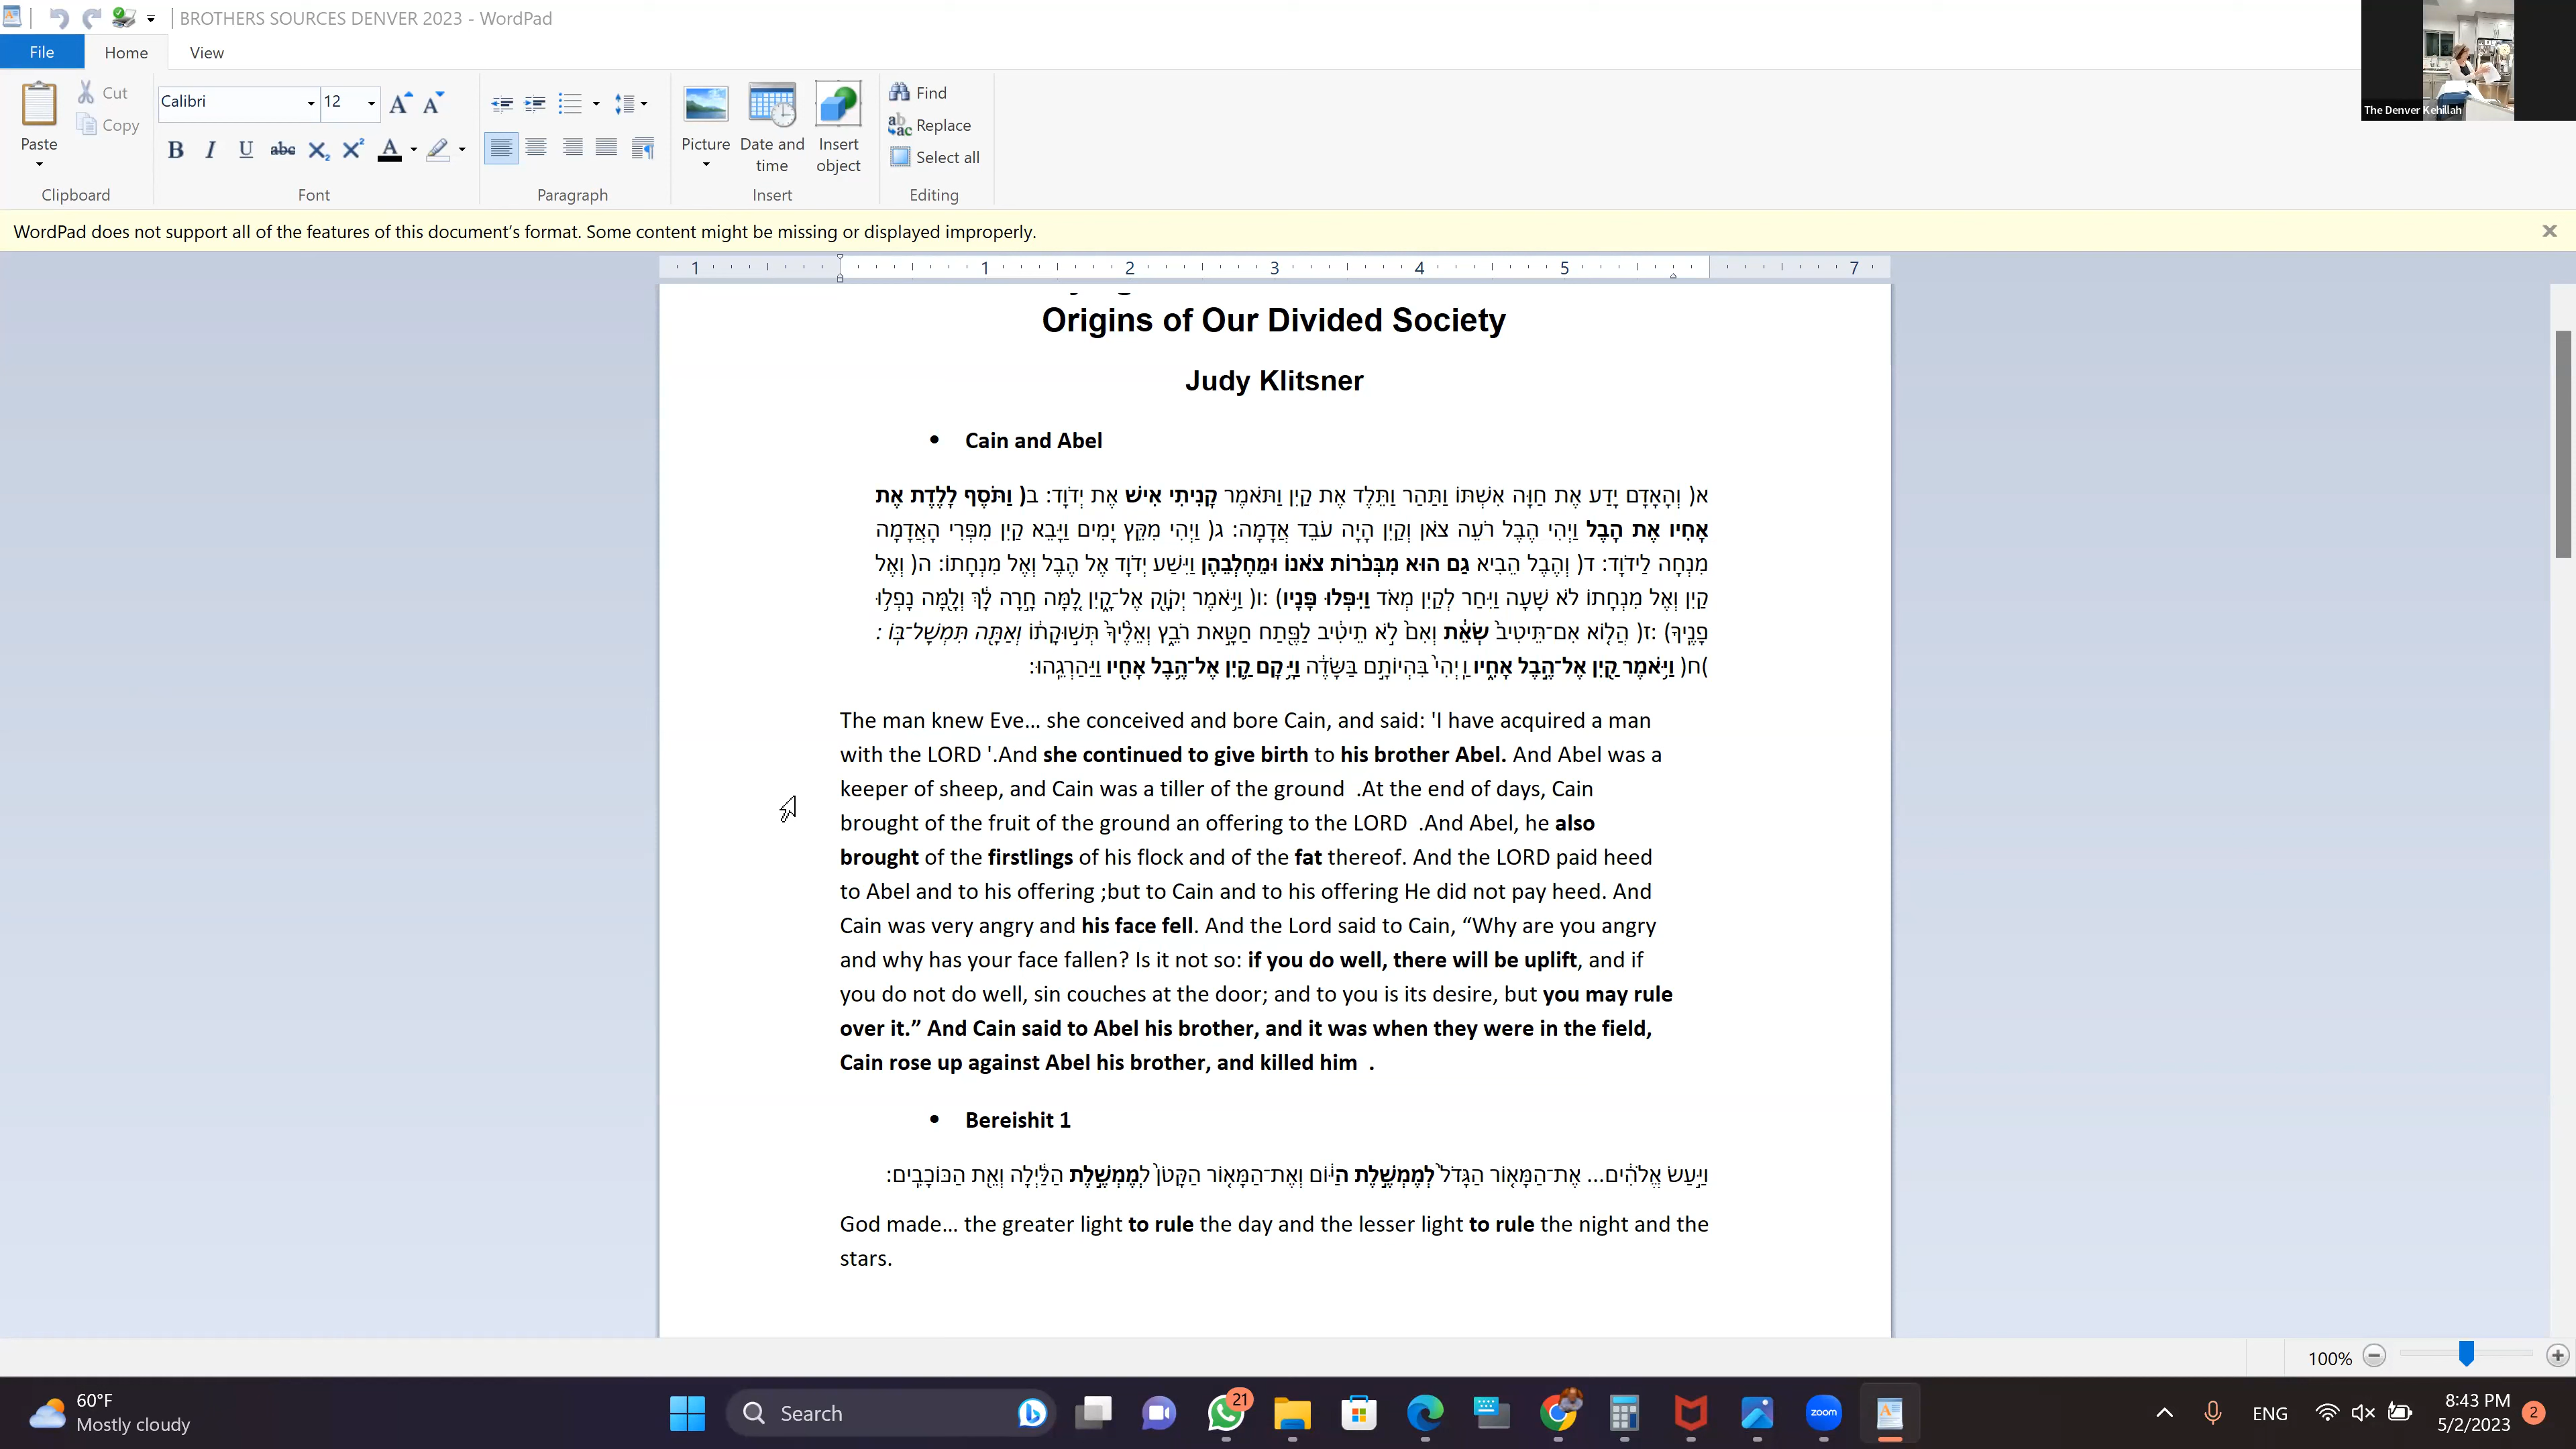 BROTHERS SOURCES DENVER 2023 - WordPad
File Home View
Paste
Cut
Copy
Clipboard
Calibri 12
B I U abc X₂ X² A
Font
Paragraph
Picture
Date and time
Insert object
Insert
Find
Replace
Select all
Editing
The Denver Kehillah
WordPad does not support all of the features of this document's format. Some content might be missing or displayed improperly.
1 1 2 3 4 5 7
Origins of Our Divided Society
Judy Klitsner
• Cain and Abel
א( וְהָאָדָם יָדַע אֶת חַוָּה אִשְׁתּוֹ וַתַּהַר וַתֵּלֶד אֶת קַיִן וַתֹּאמֶר קָנִיתִי אִישׁ אֶת יְדֹוָד: ב( וַתֹּסֶף לָלֶדֶת אֶת
אָחִיו אֶת הָבֶל וַיְהִי הֶבֶל רֹעֵה צֹאן וְקַיִן הָיָה עֹבֵד אֲדָמָה: ג( וַיְהִי מִקֵּץ יָמִים וַיָּבֵא קַיִן מִפְּרִי הָאֲדָמָה
מִנְחָה לַידֹוָד: ד( וְהֶבֶל הֵבִיא גַם הוּא מִבְּכֹרוֹת צֹאנוֹ וּמֵחֶלְבֵהֶן וַיִּשַׁע יְדֹוָד אֶל הֶבֶל וְאֶל מִנְחָתוֹ: ה( וְאֶל
קַיִן וְאֶל מִנְחָתוֹ לֹא שָׁעָה וַיִּחַר לְקַיִן מְאֹד וַיִּפְּלוּ פָּנָיו) :ו( וַיֹּ֥אמֶר יְקֹוָ֖ק אֶל־קָ֑יִן לָ֚מָּה חָ֣רָה לָ֔ךְ וְלָ֖מָּה נָפְל֥וּ
פָנֶֽיךָ) :ז( הֲל֤וֹא אִם־תֵּיטִיב֙ שְׂאֵ֔ת וְאִם֙ לֹ֣א תֵיטִ֔יב לַפֶּ֖תַח חַטָּ֣את רֹבֵ֑ץ וְאֵלֶ֙יךָ֙ תְּשׁ֣וּקָת֔וֹ וְאַתָּ֖ה תִּמְשָׁל־בּֽוֹ :
)ח( וַיֹּ֥אמֶר קַ֖יִן אֶל־הֶ֣בֶל אָחִ֑יו וַֽיְהִי֙ בִּהְיוֹתָ֣ם בַּשָּׂדֶ֔ה וַיָּ֥קָם קַ֛יִן אֶל־הֶ֥בֶל אָחִ֖יו וַיַּהַרְגֵֽהוּ:
The man knew Eve... she conceived and bore Cain, and said: 'I have acquired a man
with the LORD '.And she continued to give birth to his brother Abel. And Abel was a
keeper of sheep, and Cain was a tiller of the ground  .At the end of days, Cain
brought of the fruit of the ground an offering to the LORD  .And Abel, he also
brought of the firstlings of his flock and of the fat thereof. And the LORD paid heed
to Abel and to his offering ;but to Cain and to his offering He did not pay heed. And
Cain was very angry and his face fell. And the Lord said to Cain, “Why are you angry
and why has your face fallen? Is it not so: if you do well, there will be uplift, and if
you do not do well, sin couches at the door; and to you is its desire, but you may rule
over it.” And Cain said to Abel his brother, and it was when they were in the field,
Cain rose up against Abel his brother, and killed him  .
• Bereishit 1
וַיַּ֣עַשׂ אֱלֹהִ֔ים... אֶת־הַמָּא֤וֹר הַגָּדֹל֙ לְמֶמְשֶׁ֣לֶת הַיּ֔וֹם וְאֶת־הַמָּא֤וֹר הַקָּטֹן֙ לְמֶמְשֶׁ֣לֶת הַלַּ֔יְלָה וְאֵ֖ת הַכּוֹכָבִֽים:
God made... the greater light to rule the day and the lesser light to rule the night and the
stars.
100%
60°F
Mostly cloudy
Search
21
zoom
ENG
8:43 PM
5/2/2023
2